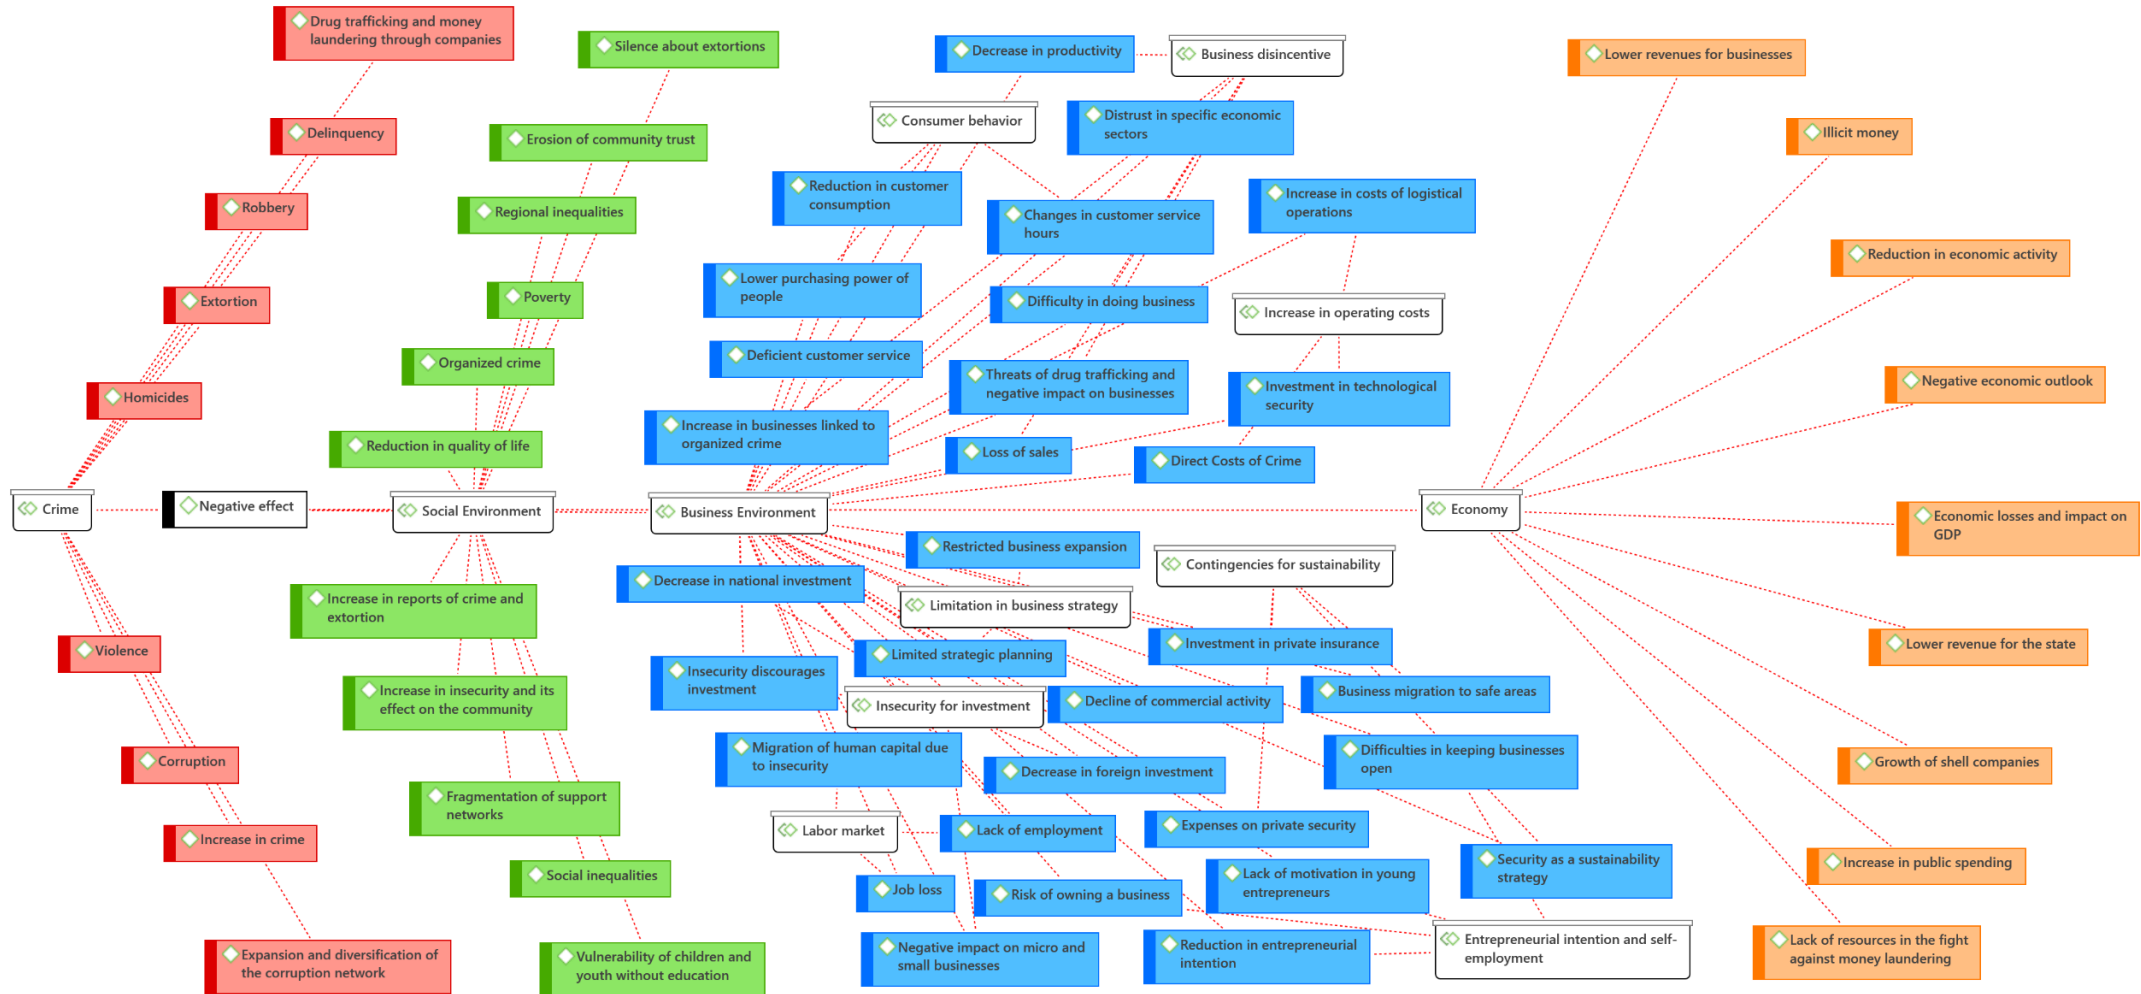 Drug trafficking and money
laundering through companies
Delinquency
Robbery
Extortion
Homicides
Crime
Negative effect
Violence
Corruption
Increase in crime
Expansion and diversification of
the corruption network
Silence about extortions
Erosion of community trust
Regional inequalities
Poverty
Organized crime
Reduction in quality of life
Social Environment
Increase in reports of crime and
extortion
Increase in insecurity and its
effect on the community
Fragmentation of support
networks
Social inequalities
Vulnerability of children and
youth without education
Decrease in productivity
Business disincentive
Consumer behavior
Distrust in specific economic
sectors
Reduction in customer
consumption
Changes in customer service
hours
Increase in costs of logistical
operations
Lower purchasing power of
people
Difficulty in doing business
Increase in operating costs
Deficient customer service
Threats of drug trafficking and
negative impact on businesses
Investment in technological
security
Increase in businesses linked to
organized crime
Loss of sales
Direct Costs of Crime
Business Environment
Restricted business expansion
Contingencies for sustainability
Decrease in national investment
Limitation in business strategy
Investment in private insurance
Limited strategic planning
Insecurity discourages
investment
Business migration to safe areas
Insecurity for investment
Decline of commercial activity
Migration of human capital due
to insecurity
Difficulties in keeping businesses
open
Decrease in foreign investment
Labor market
Lack of employment
Expenses on private security
Security as a sustainability
strategy
Job loss
Risk of owning a business
Lack of motivation in young
entrepreneurs
Negative impact on micro and
small businesses
Reduction in entrepreneurial
intention
Entrepreneurial intention and self-
employment
Lower revenues for businesses
Illicit money
Reduction in economic activity
Negative economic outlook
Economy
Economic losses and impact on
GDP
Lower revenue for the state
Growth of shell companies
Increase in public spending
Lack of resources in the fight
against money laundering